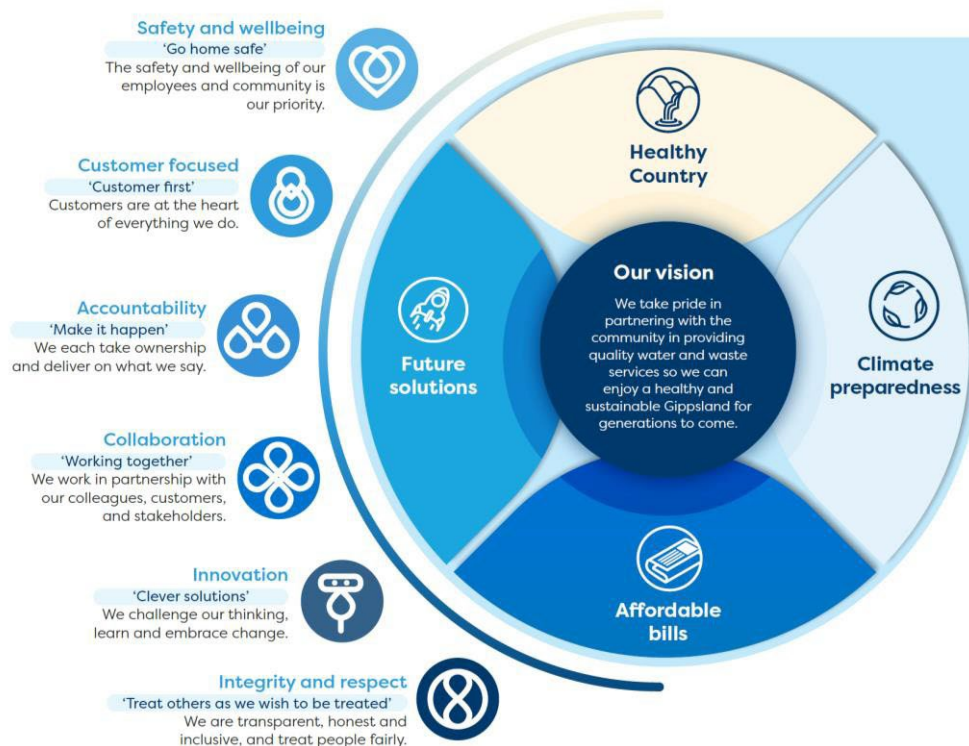 Safety and wellbeing
‘Go home safe’
The safety and wellbeing of our
employees and community is
our priority.
Customer focused
‘Customer first’
Customers are at the heart
of everything we do.
Accountability
‘Make it happen’
We each take ownership
and deliver on what we say.
Collaboration
‘Working together’
We work in partnership with
our colleagues, customers,
and stakeholders.
Innovation
‘Clever solutions’
We challenge our thinking,
learn and embrace change.
Integrity and respect
‘Treat others as we wish to be treated’
We are transparent, honest and
inclusive, and treat people fairly.
Healthy
Country
Future
solutions
Our vision
We take pride in
partnering with the
community in providing
quality water and waste
services so we can
enjoy a healthy and
sustainable Gippsland for
generations to come.
Climate
preparedness
Affordable
bills